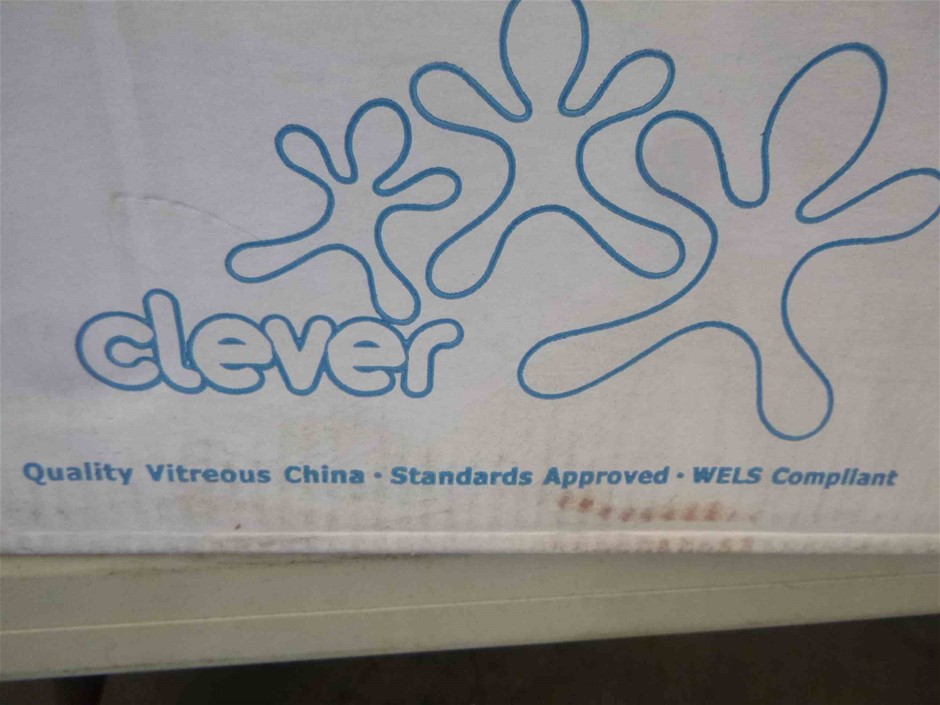 clever
Quality Vitreous China • Standards Approved • WELS Compliant